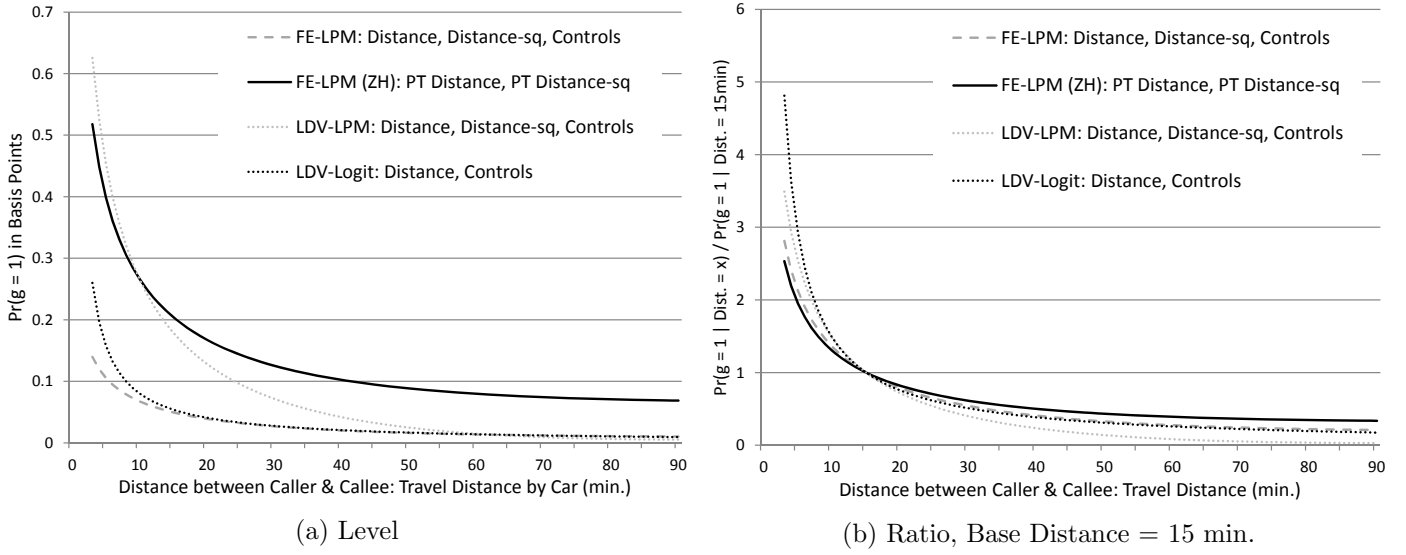 0.7
0.6
0.5
0.4
0.3
0.2
0.1
0
Pr(g = 1) in Basis Points
FE-LPM: Distance, Distance-sq, Controls
FE-LPM (ZH): PT Distance, PT Distance-sq
LDV-LPM: Distance, Distance-sq, Controls
LDV-Logit: Distance, Controls
0 10 20 30 40 50 60 70 80 90
Distance between Caller & Callee: Travel Distance by Car (min.)
(a) Level
6
5
4
3
2
1
0
Pr(g = 1 | Dist. = x) / Pr(g = 1 | Dist. = 15min)
FE-LPM: Distance, Distance-sq, Controls
FE-LPM (ZH): PT Distance, PT Distance-sq
LDV-LPM: Distance, Distance-sq, Controls
LDV-Logit: Distance, Controls
0 10 20 30 40 50 60 70 80 90
Distance between Caller & Callee: Travel Distance (min.)
(b) Ratio, Base Distance = 15 min.